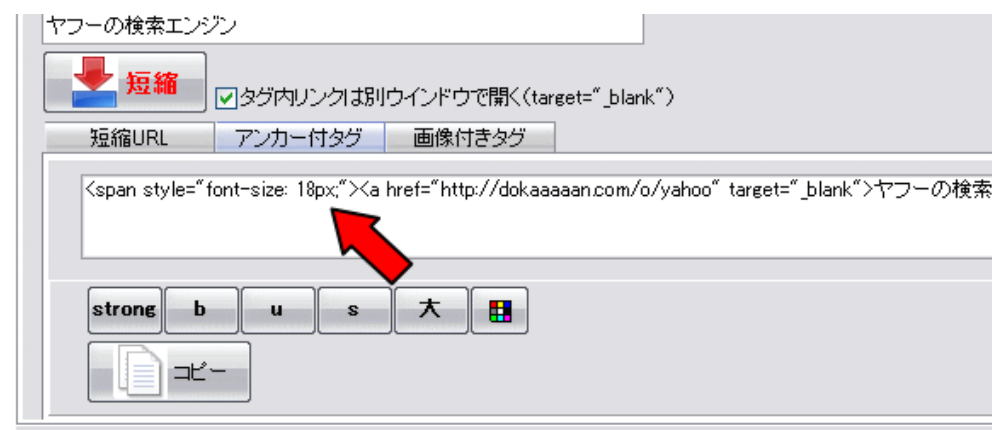 ヤフーの検索エンジン
短縮
タグ内リンクは別ウインドウで開く(target="_blank")
短縮URL アンカー付タグ 画像付きタグ
<span style="font-size: 18px;"><a href="http://dokaaaaan.com/o/yahoo" target="_blank">ヤフーの検索
strong b u s 大
コピー